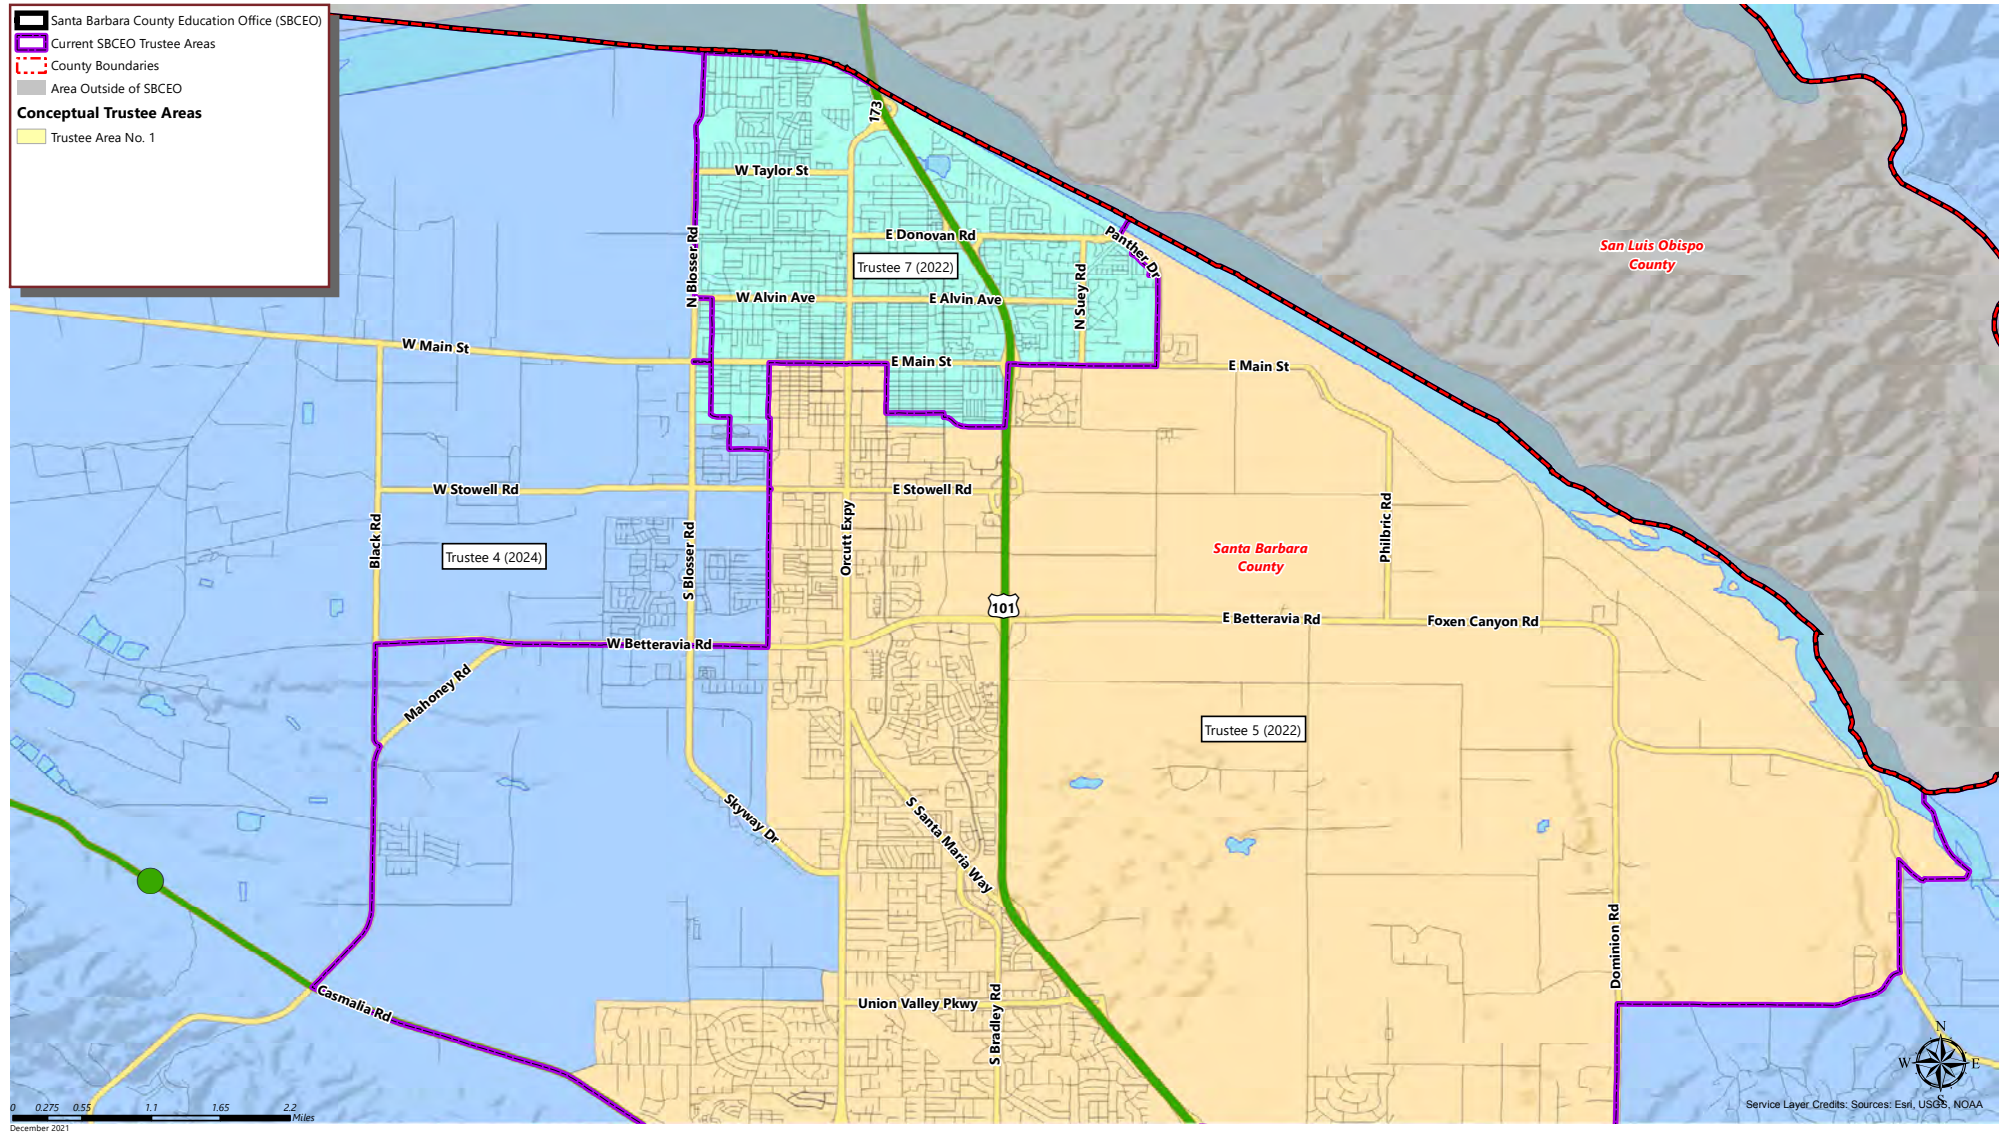 Santa Barbara County Education Office (SBCEO)
Current SBCEO Trustee Areas
County Boundaries
Area Outside of SBCEO
Conceptual Trustee Areas
Trustee Area No. 1
173
W Taylor St
E Donovan Rd
Panther Dr
N Blosser Rd
Trustee 7 (2022)
San Luis Obispo
County
W Alvin Ave
E Alvin Ave
N Suey Rd
W Main St
E Main St
E Main St
W Stowell Rd
E Stowell Rd
Black Rd
S Blosser Rd
Orcutt Expy
Philbric Rd
Trustee 4 (2024)
Santa Barbara
County
101
E Betteravia Rd
Foxen Canyon Rd
W Betteravia Rd
Mahoney Rd
Trustee 5 (2022)
Skyway Dr
S Santa Maria Way
Dominion Rd
Casmalia Rd
Union Valley Pkwy
S Bradley Rd
N
W
E
S
0 0.275 0.55 1.1 1.65 2.2
Miles
Service Layer Credits: Sources: Esri, USGS, NOAA
December 2021